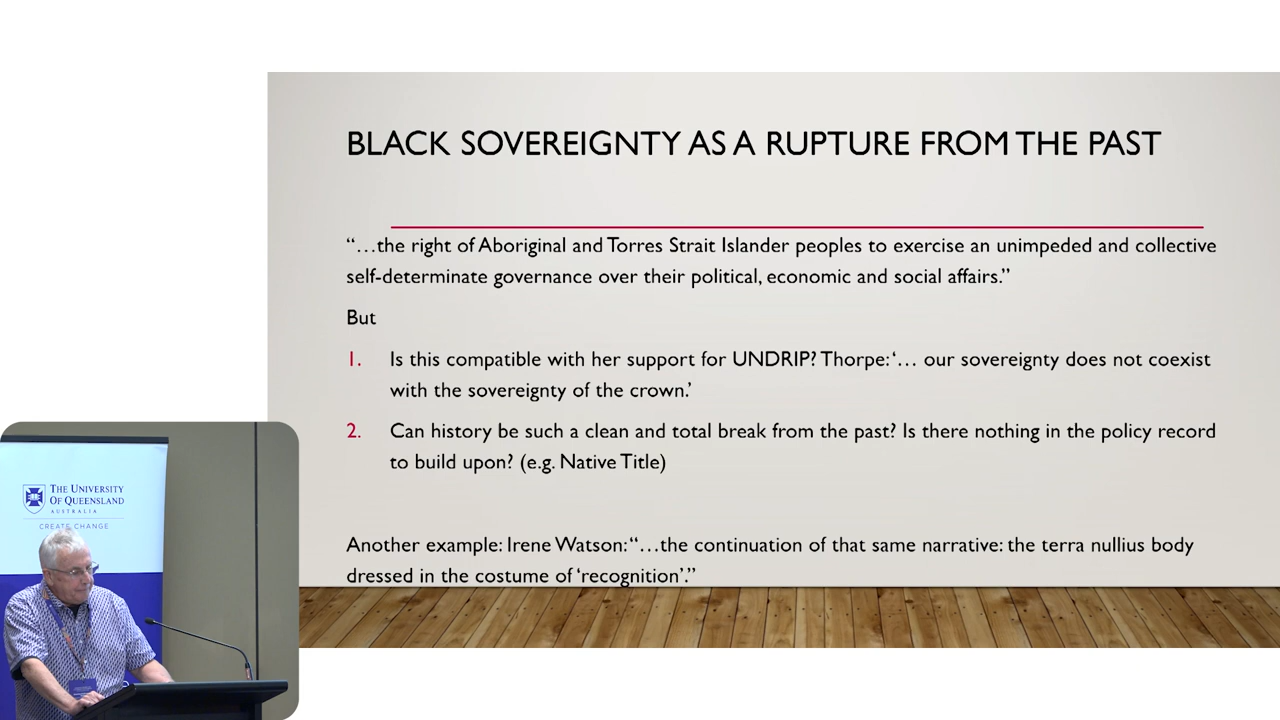 BLACK SOVEREIGNTY AS A RUPTURE FROM THE PAST
“…the right of Aboriginal and Torres Strait Islander peoples to exercise an unimpeded and collective
self-determinate governance over their political, economic and social affairs.”
But
1. Is this compatible with her support for UNDRIP? Thorpe: ‘… our sovereignty does not coexist
with the sovereignty of the crown.’
2. Can history be such a clean and total break from the past? Is there nothing in the policy record
to build upon? (e.g. Native Title)
Another example: Irene Watson: “…the continuation of that same narrative: the terra nullius body
dressed in the costume of ‘recognition’.”
THE UNIVERSITY
OF QUEENSLAND
AUSTRALIA
CREATE CHANGE